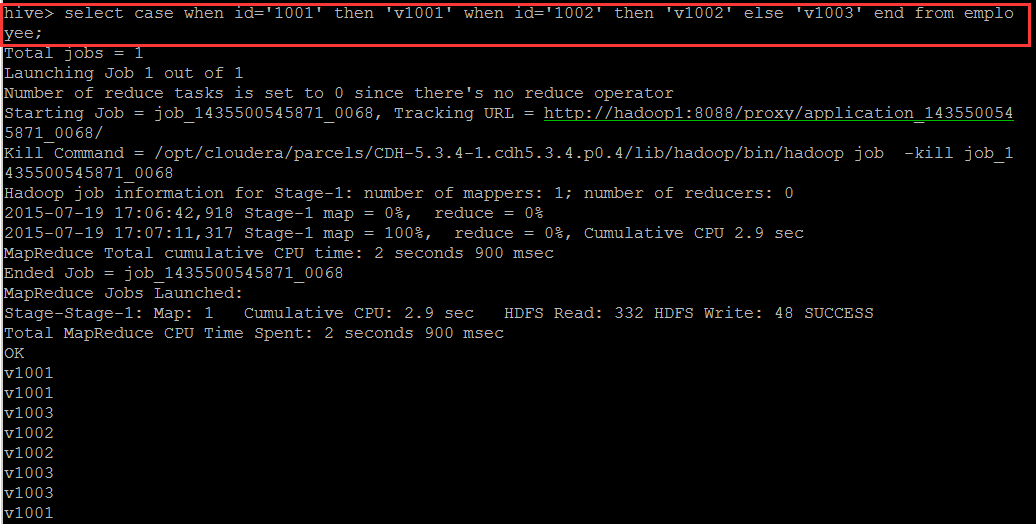 hive> select case when id='1001' then 'v1001' when id='1002' then 'v1002' else 'v1003' end from emplo
yee;
Total jobs = 1
Launching Job 1 out of 1
Number of reduce tasks is set to 0 since there's no reduce operator
Starting Job = job_1435500545871_0068, Tracking URL = http://hadoop1:8088/proxy/application_143550054
5871_0068/
Kill Command = /opt/cloudera/parcels/CDH-5.3.4-1.cdh5.3.4.p0.4/lib/hadoop/bin/hadoop job  -kill job_1
435500545871_0068
Hadoop job information for Stage-1: number of mappers: 1; number of reducers: 0
2015-07-19 17:06:42,918 Stage-1 map = 0%,  reduce = 0%
2015-07-19 17:07:11,317 Stage-1 map = 100%,  reduce = 0%, Cumulative CPU 2.9 sec
MapReduce Total cumulative CPU time: 2 seconds 900 msec
Ended Job = job_1435500545871_0068
MapReduce Jobs Launched:
Stage-Stage-1: Map: 1   Cumulative CPU: 2.9 sec   HDFS Read: 332 HDFS Write: 48 SUCCESS
Total MapReduce CPU Time Spent: 2 seconds 900 msec
OK
v1001
v1001
v1003
v1002
v1002
v1003
v1003
v1001